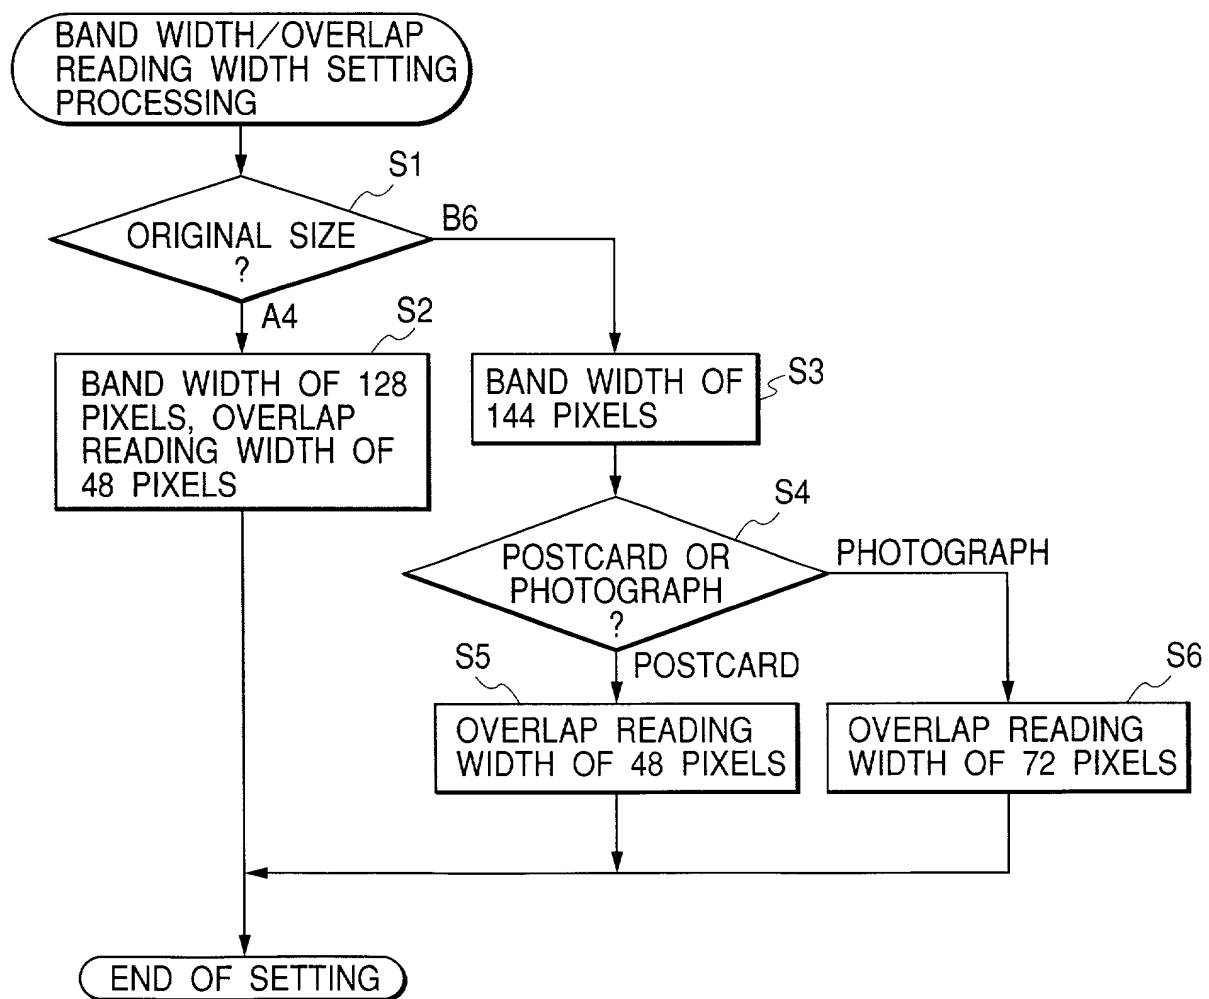 BAND WIDTH/OVERLAP
READING WIDTH SETTING
PROCESSING
S1
ORIGINAL SIZE
?
B6
A4
S2
BAND WIDTH OF 128
PIXELS, OVERLAP
READING WIDTH OF
48 PIXELS
BAND WIDTH OF
144 PIXELS
S3
S4
POSTCARD OR
PHOTOGRAPH
?
PHOTOGRAPH
POSTCARD
S5
OVERLAP READING
WIDTH OF 48 PIXELS
S6
OVERLAP READING
WIDTH OF 72 PIXELS
END OF SETTING